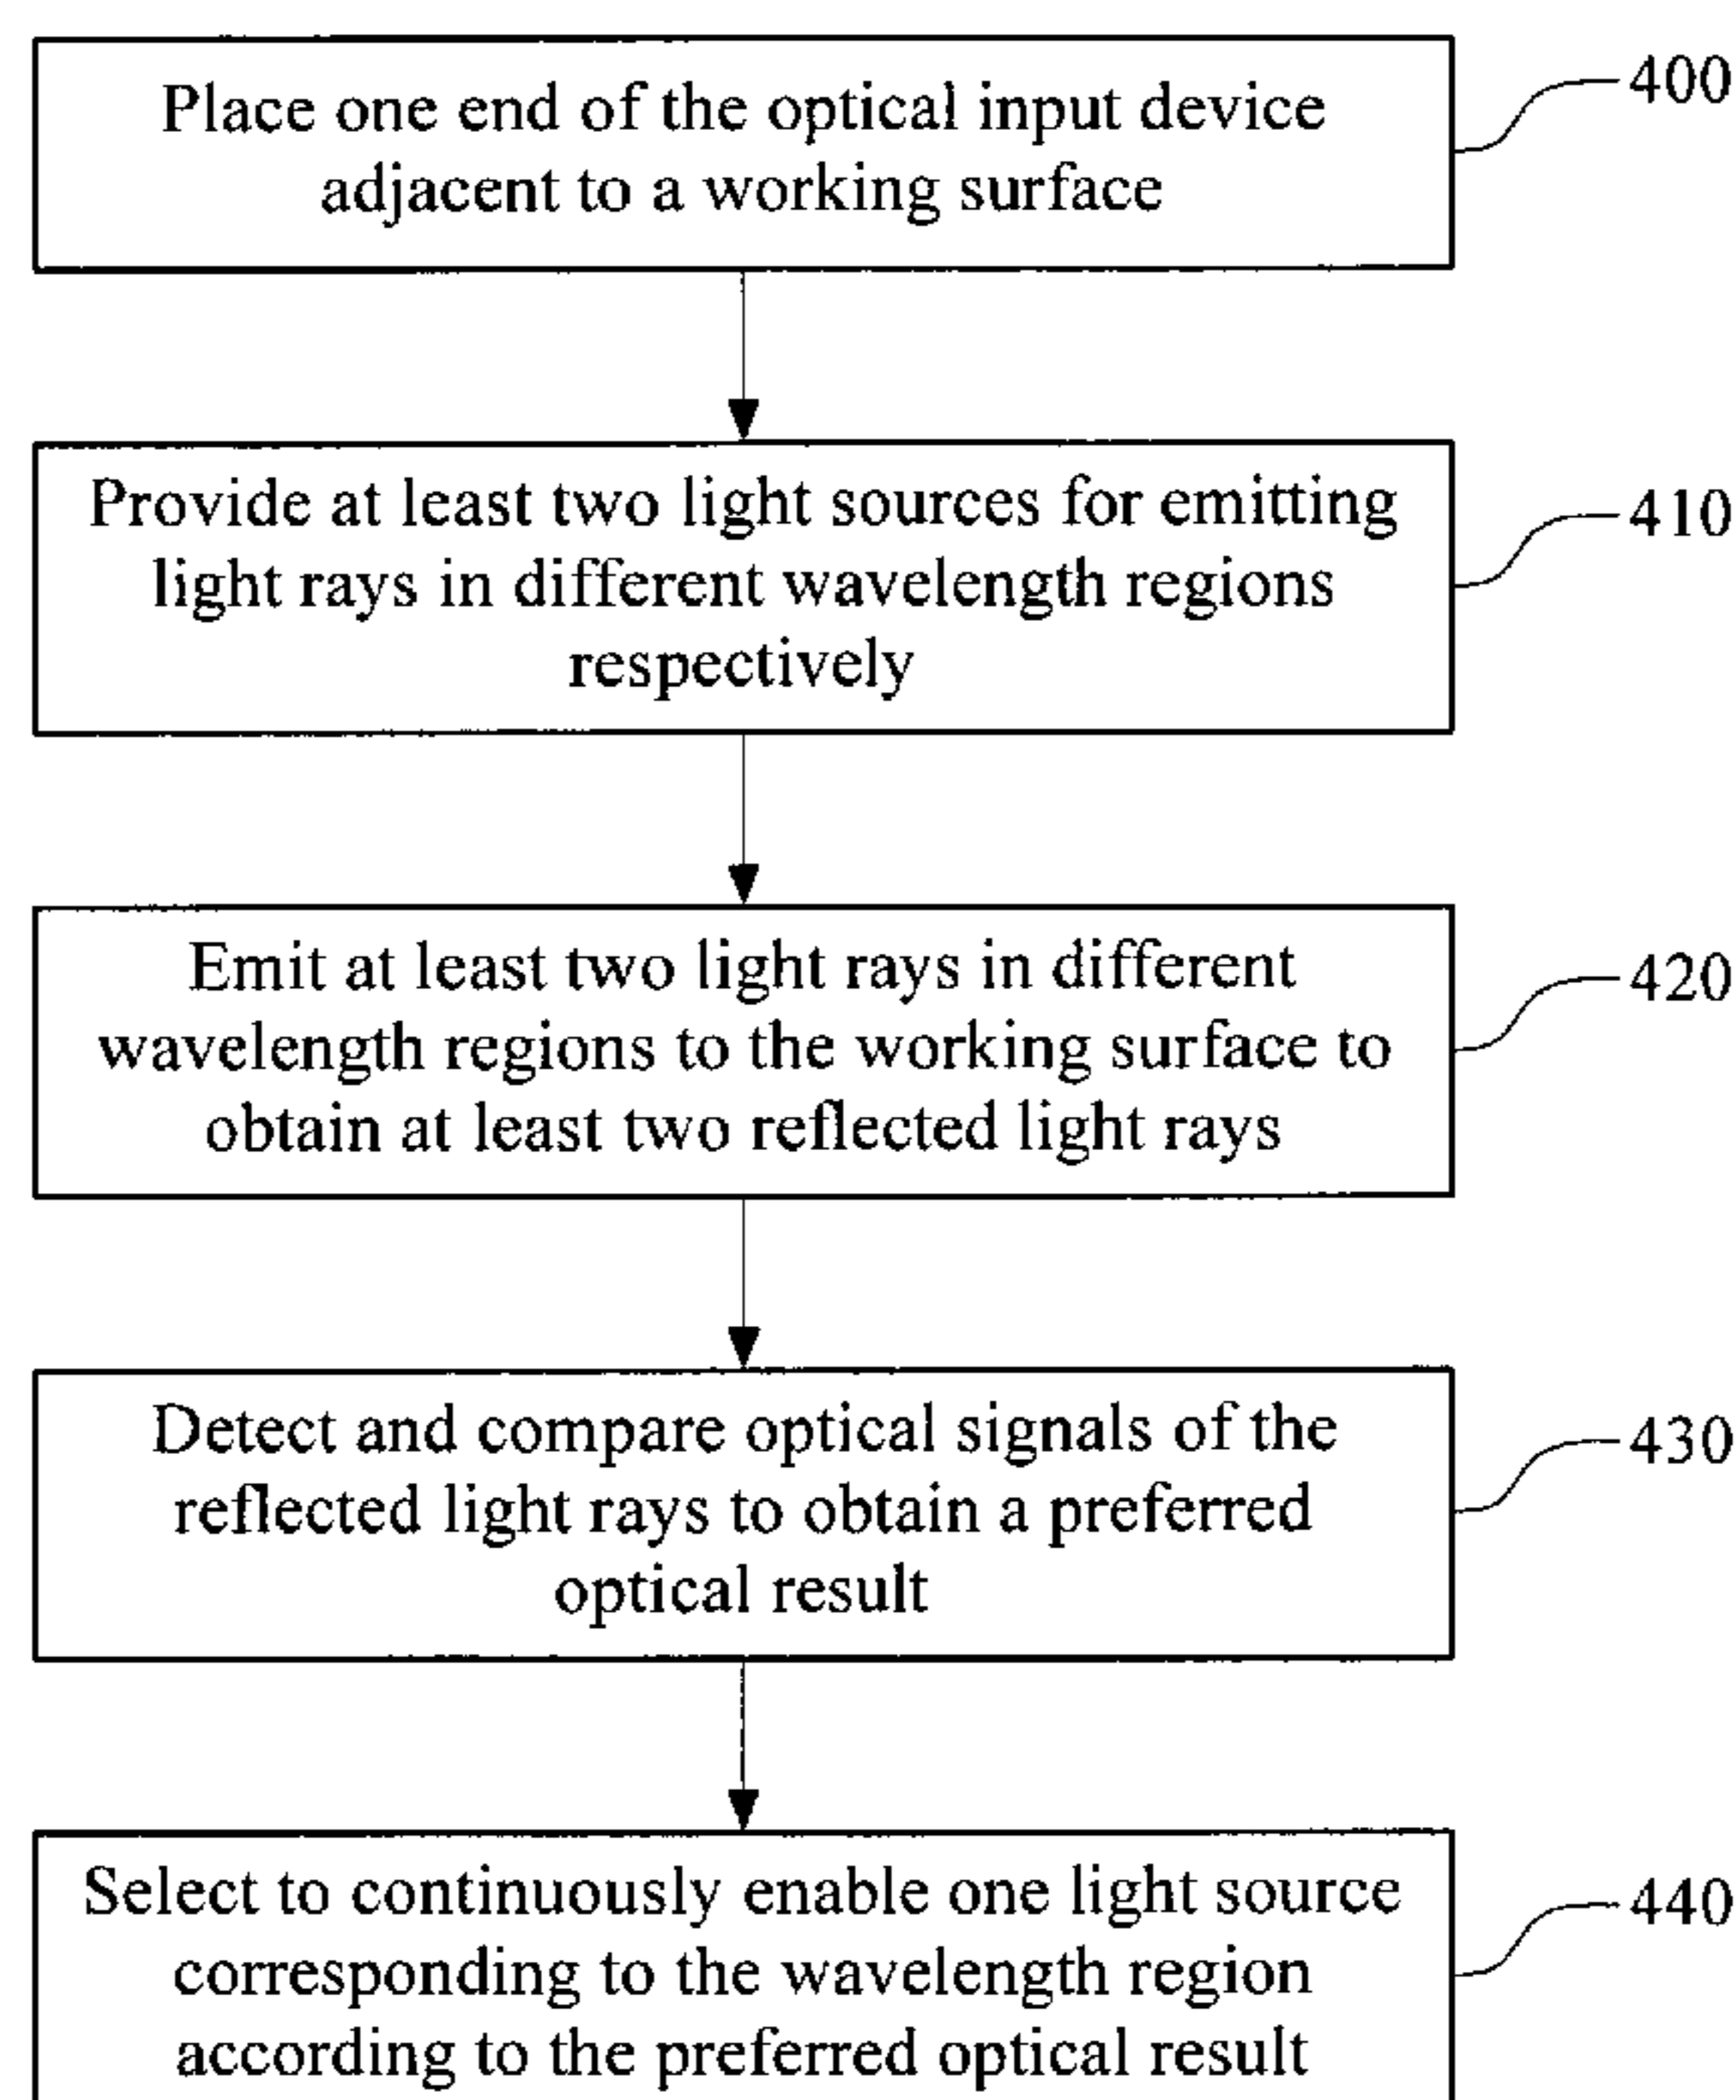 Place one end of the optical input device
adjacent to a working surface
400
Provide at least two light sources for emitting
light rays in different wavelength regions
respectively
410
Emit at least two light rays in different
wavelength regions to the working surface to
obtain at least two reflected light rays
420
Detect and compare optical signals of the
reflected light rays to obtain a preferred
optical result
430
Select to continuously enable one light source
corresponding to the wavelength region
according to the preferred optical result
440